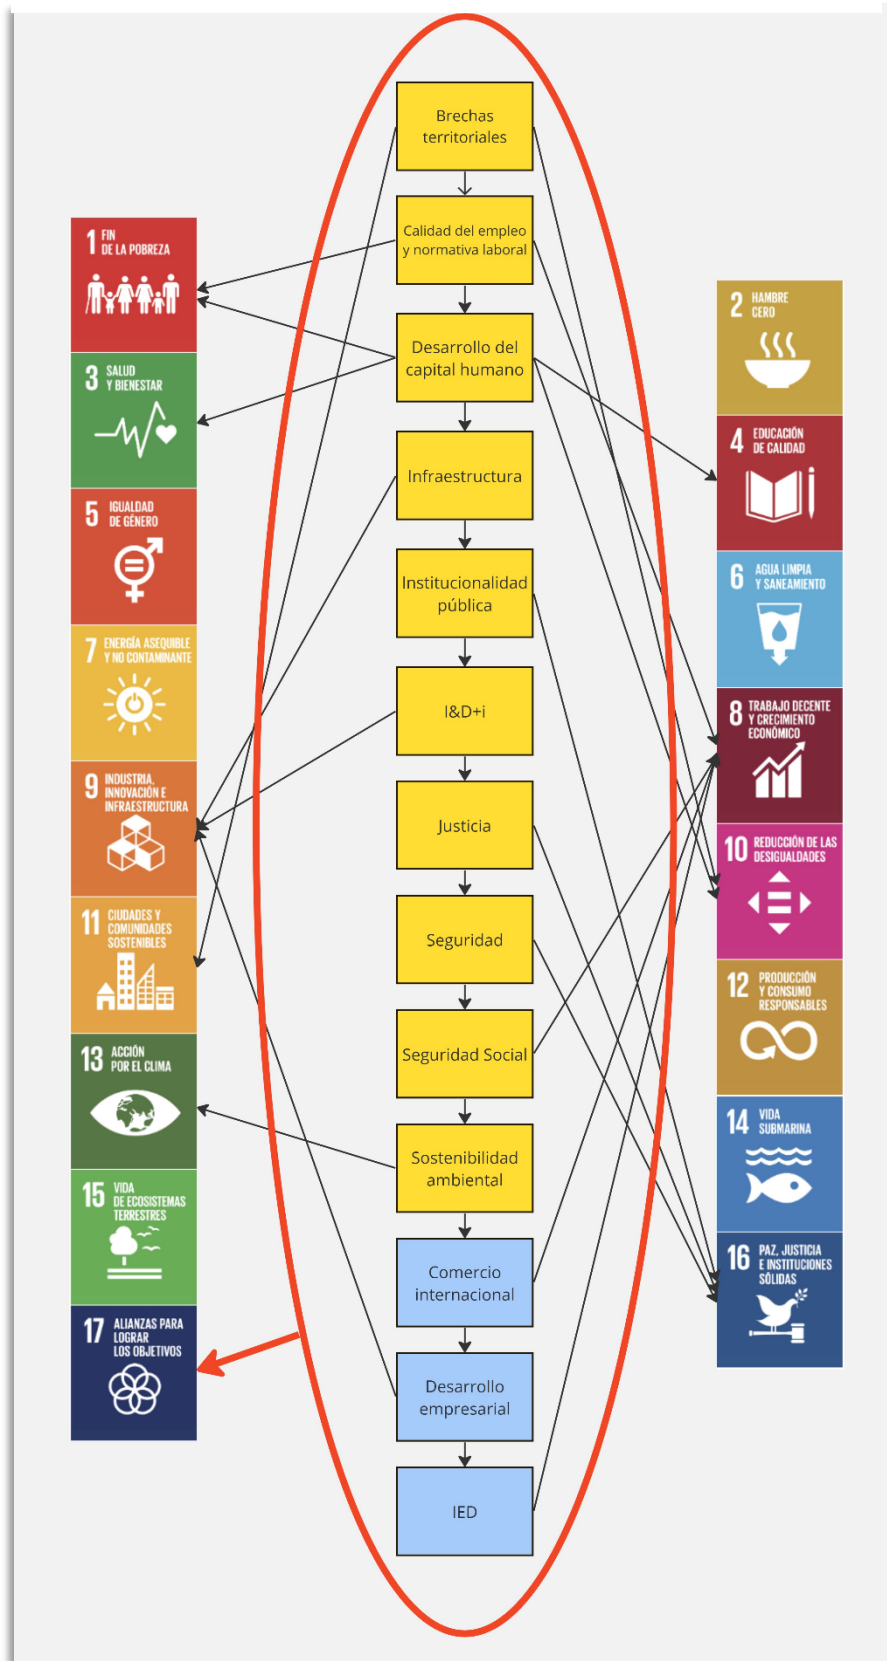 Brechas
territoriales
Calidad del empleo
y normativa laboral
Desarrollo del
capital humano
Infraestructura
Institucionalidad
pública
I&D+i
Justicia
Seguridad
Seguridad Social
Sostenibilidad
ambiental
Comercio
internacional
Desarrollo
empresarial
IED
1 FIN
DE LA POBREZA
3 SALUD
Y BIENESTAR
5 IGUALDAD
DE GÉNERO
7 ENERGÍA ASEQUIBLE
Y NO CONTAMINANTE
9 INDUSTRIA,
INNOVACIÓN E
INFRAESTRUCTURA
11 CIUDADES Y
COMUNIDADES
SOSTENIBLES
13 ACCIÓN
POR EL CLIMA
15 VIDA
DE ECOSISTEMAS
TERRESTRES
17 ALIANZAS PARA
LOGRAR
LOS OBJETIVOS
2 HAMBRE
CERO
4 EDUCACIÓN
DE CALIDAD
6 AGUA LIMPIA
Y SANEAMIENTO
8 TRABAJO DECENTE
Y CRECIMIENTO
ECONÓMICO
10 REDUCCIÓN DE LAS
DESIGUALDADES
12 PRODUCCIÓN
Y CONSUMO
RESPONSABLES
14 VIDA
SUBMARINA
16 PAZ, JUSTICIA
E INSTITUCIONES
SÓLIDAS